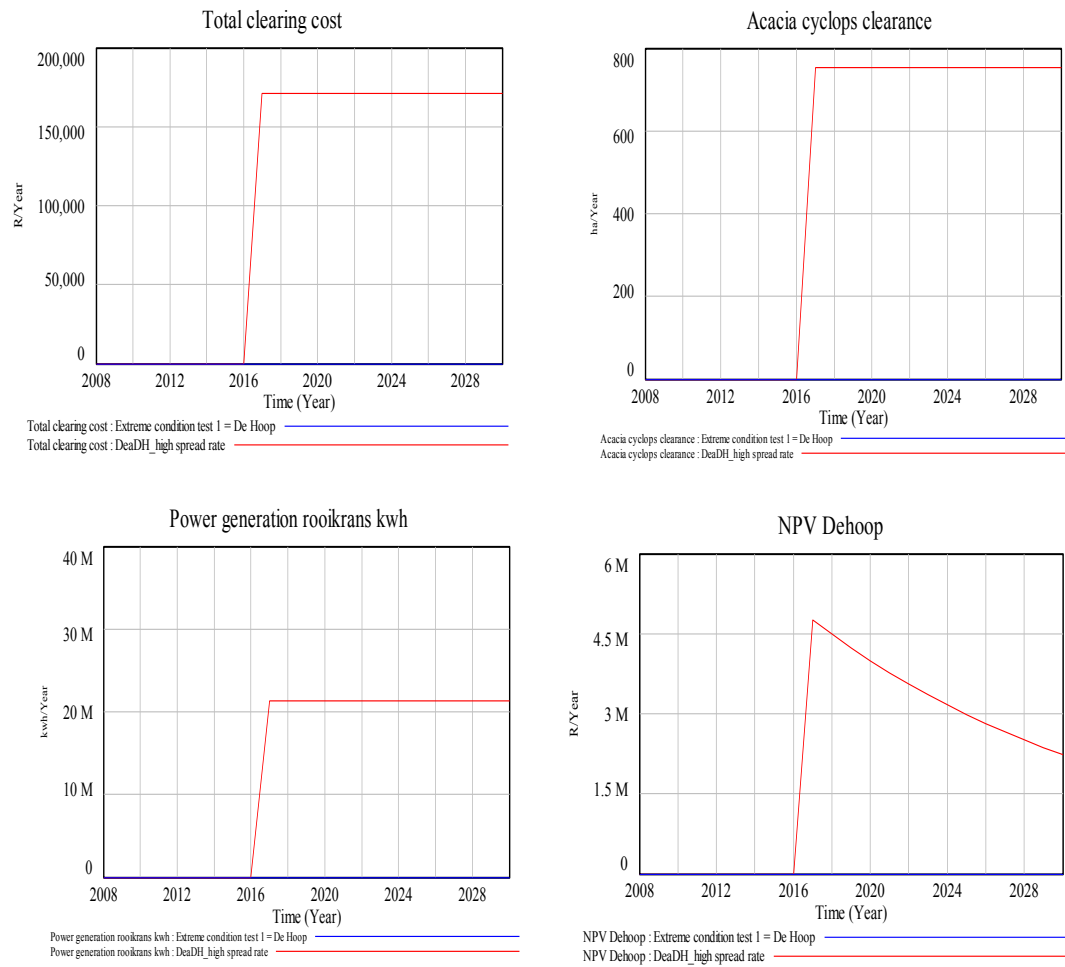 Total clearing cost
200,000
150,000
100,000
50,000
0
R/Year
2008 2012 2016 2020 2024 2028
Time (Year)
Total clearing cost : Extreme condition test 1 = De Hoop
Total clearing cost : DeaDH_high spread rate
Acacia cyclops clearance
800
600
400
200
0
ha/Year
2008 2012 2016 2020 2024 2028
Time (Year)
Acacia cyclops clearance : Extreme condition test 1 = De Hoop
Acacia cyclops clearance : DeaDH_high spread rate
Power generation rooikrans kwh
40 M
30 M
20 M
10 M
0
kwh/Year
2008 2012 2016 2020 2024 2028
Time (Year)
Power generation rooikrans kwh : Extreme condition test 1 = De Hoop
Power generation rooikrans kwh : DeaDH_high spread rate
NPV Dehoop
6 M
4.5 M
3 M
1.5 M
0
R/Year
2008 2012 2016 2020 2024 2028
Time (Year)
NPV Dehoop : Extreme condition test 1 = De Hoop
NPV Dehoop : DeaDH_high spread rate